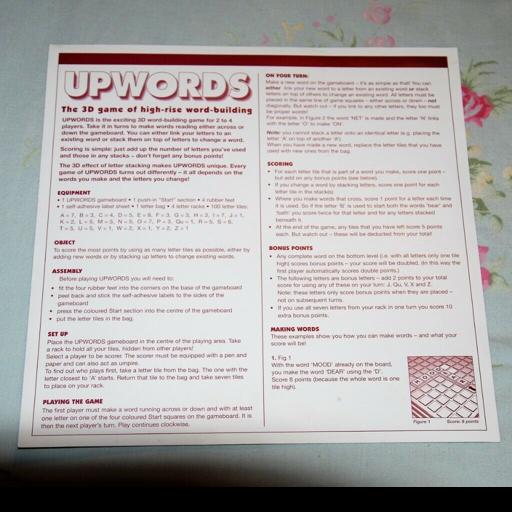 UPWORDS
The 3D game of high-rise word-building
UPWORDS is the exciting 3D word-building game for 2 to 4
players. Take it in turns to make words reading either across or
down the gameboard. You can either link your letters to an
existing word or stack them on top of letters to change a word.
Scoring is simple: just add up the number of letters you've used
and those in any stacks – don't forget any bonus points!
The 3D effect of letter stacking makes UPWORDS unique. Every
game of UPWORDS turns out differently – it all depends on the
words you make and the letters you change!
EQUIPMENT
• 1 UPWORDS gameboard • 1 push-in "Start" section • 4 rubber feet
• 1 self-adhesive label sheet • 1 letter bag • 4 letter racks • 100 letter tiles:
OBJECT
To score the most points by using as many letter tiles as possible, either by
adding new words or by stacking up letters to change existing words.
ASSEMBLY
Before playing UPWORDS you will need to:
• fit the four rubber feet into the corners on the base of the gameboard
• peel back and stick the self-adhesive labels to the sides of the
gameboard
• press the coloured Start section into the centre of the gameboard
• put the letter tiles in the bag.
SET UP
Place the UPWORDS gameboard in the centre of the playing area. Take
a rack to hold all your tiles, hidden from other players!
Select a player to be scorer. The scorer must be equipped with a pen and
paper and can also act as umpire.
To find out who plays first, take a letter tile from the bag. The one with the
letter closest to 'A' starts. Return that tile to the bag and take seven tiles
to place on your rack.
PLAYING THE GAME
The first player must make a word running across or down and with at least
one letter on one of the four coloured Start squares on the gameboard. It is
then the next player's turn. Play continues clockwise.
ON YOUR TURN:
Make a new word on the gameboard – it's as simple as that! You can
either link your new word to a letter from an existing word or stack
letters on top of others to change an existing word. All letters must be
placed in the same line of game squares – either across or down – not
diagonally. But watch out – if you link to any other letters, they too must
be proper words!
For example, in Figure 2 the word 'NET' is made and the letter 'N' links
with the letter 'O' to make 'ON'.
Note: you cannot stack a letter onto an identical letter (e.g. placing the
letter 'A' on top of another 'A').
When you have made a new word, replace the letter tiles that you have
used with new ones from the bag.
SCORING
• For each letter tile that is part of a word you make, score one point –
but add on any bonus points (see below).
• If you change a word by stacking letters, score one point for each
letter tile in the stack(s).
• Where you make words that cross, score 1 point for a letter each time
it is used. So if the letter 'B' is used to start both the words 'bear' and
'bath' you score twice for that letter and for any letters stacked
beneath it.
• At the end of the game, any tiles that you have left score 5 points
each. But watch out – these will be deducted from your total!
BONUS POINTS
• Any complete word on the bottom level (i.e. with all letters only one tile
high) scores bonus points – your score will be doubled. (In this way the
first player automatically scores double points.)
• The following letters are bonus letters – add 2 points to your total
score for using any of these on your turn: J, Qu, V, X and Z.
Note: these letters only score bonus points when they are placed –
not on subsequent turns.
• If you use all seven letters from your rack in one turn you score 10
extra bonus points.
MAKING WORDS
These examples show how you can make words – and what your
score will be!
1. Fig 1
With the word 'MOOD' already on the board,
you make the word 'DEAR' using the 'D'.
Score 8 points (because the whole word is one
tile high).
Figure 1
Score: 8 points